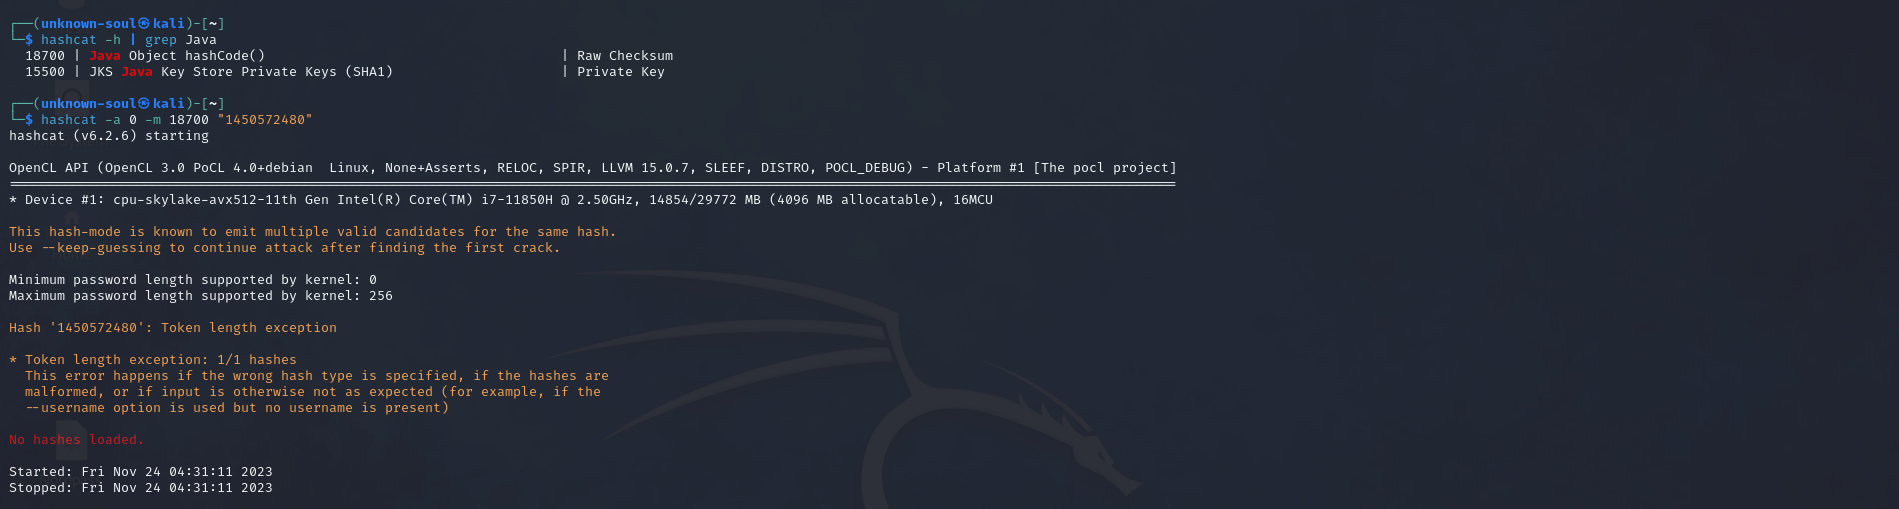 ┌──(unknown-soul㉿kali)-[~]
└─$ hashcat -h | grep Java
  18700 | Java Object hashCode()                                     | Raw Checksum
  15500 | JKS Java Key Store Private Keys (SHA1)                     | Private Key
┌──(unknown-soul㉿kali)-[~]
└─$ hashcat -a 0 -m 18700 "1450572480"
hashcat (v6.2.6) starting
OpenCL API (OpenCL 3.0 PoCL 4.0+debian  Linux, None+Asserts, RELOC, SPIR, LLVM 15.0.7, SLEEF, DISTRO, POCL_DEBUG) - Platform #1 [The pocl project]
==================================================================================================================================================
* Device #1: cpu-skylake-avx512-11th Gen Intel(R) Core(TM) i7-11850H @ 2.50GHz, 14854/29772 MB (4096 MB allocatable), 16MCU
This hash-mode is known to emit multiple valid candidates for the same hash.
Use --keep-guessing to continue attack after finding the first crack.
Minimum password length supported by kernel: 0
Maximum password length supported by kernel: 256
Hash '1450572480': Token length exception
* Token length exception: 1/1 hashes
  This error happens if the wrong hash type is specified, if the hashes are
  malformed, or if input is otherwise not as expected (for example, if the
  --username option is used but no username is present)
No hashes loaded.
Started: Fri Nov 24 04:31:11 2023
Stopped: Fri Nov 24 04:31:11 2023